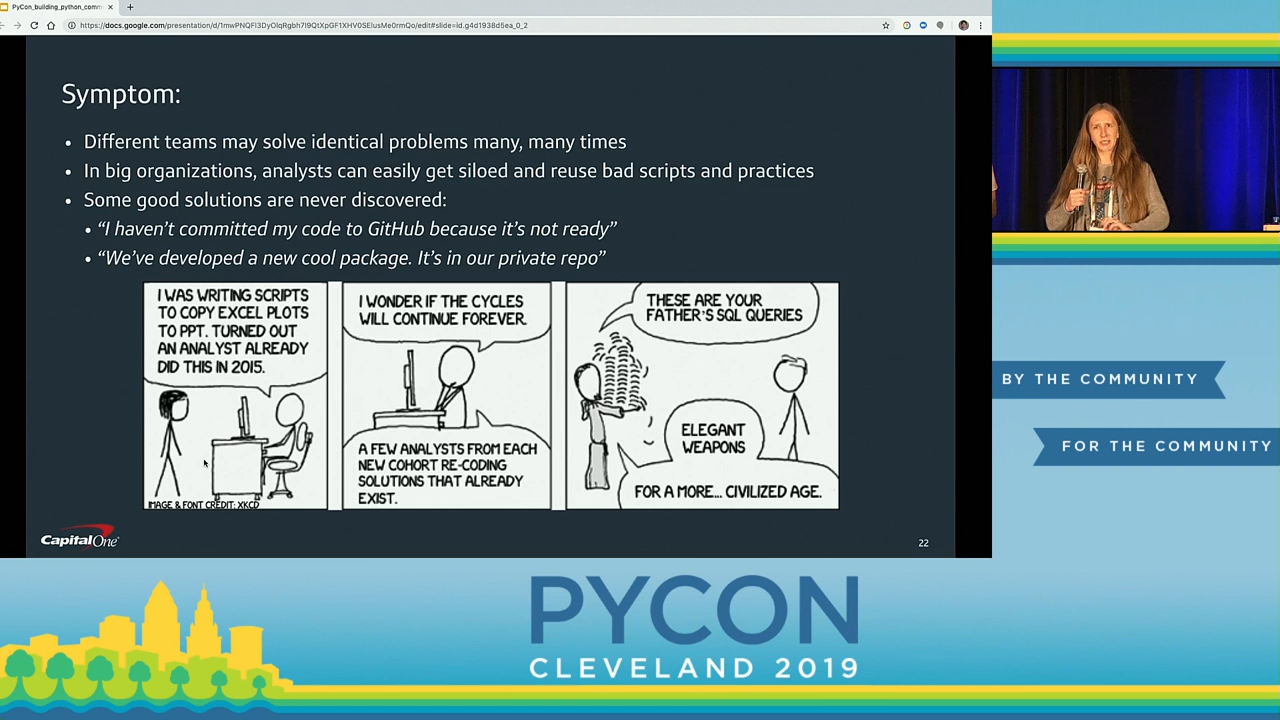 PyCon_building_python_comm
https://docs.google.com/presentation/d/1mwPNQFl3DyOlqRgbh7l9QtXpGF1XHV0SElusMe0rmQo/edit#slide=id.g4d1938d5ea_0_2
Symptom:
• Different teams may solve identical problems many, many times
• In big organizations, analysts can easily get siloed and reuse bad scripts and practices
• Some good solutions are never discovered:
• “I haven’t committed my code to GitHub because it’s not ready”
• “We’ve developed a new cool package. It’s in our private repo”
I WAS WRITING SCRIPTS
TO COPY EXCEL PLOTS
TO PPT. TURNED OUT
AN ANALYST ALREADY
DID THIS IN 2015.
IMAGE & FONT CREDIT: XKCD
I WONDER IF THE CYCLES
WILL CONTINUE FOREVER.
A FEW ANALYSTS FROM EACH
NEW COHORT RE-CODING
SOLUTIONS THAT ALREADY
EXIST.
THESE ARE YOUR
FATHER'S SQL QUERIES
ELEGANT
WEAPONS
FOR A MORE... CIVILIZED AGE.
Capital One
22
BY THE COMMUNITY
FOR THE COMMUNITY
PYCON
CLEVELAND 2019